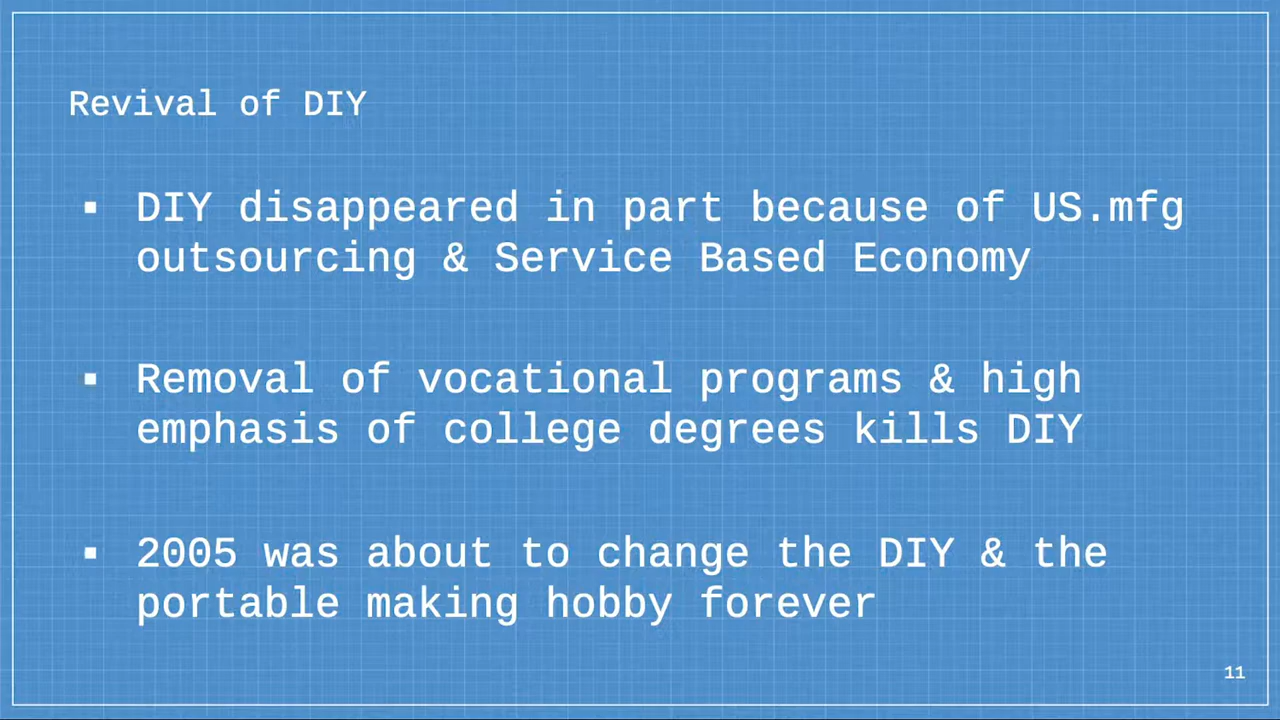 Revival of DIY
▪ DIY disappeared in part because of US.mfg
outsourcing & Service Based Economy
▪ Removal of vocational programs & high
emphasis of college degrees kills DIY
▪ 2005 was about to change the DIY & the
portable making hobby forever
11